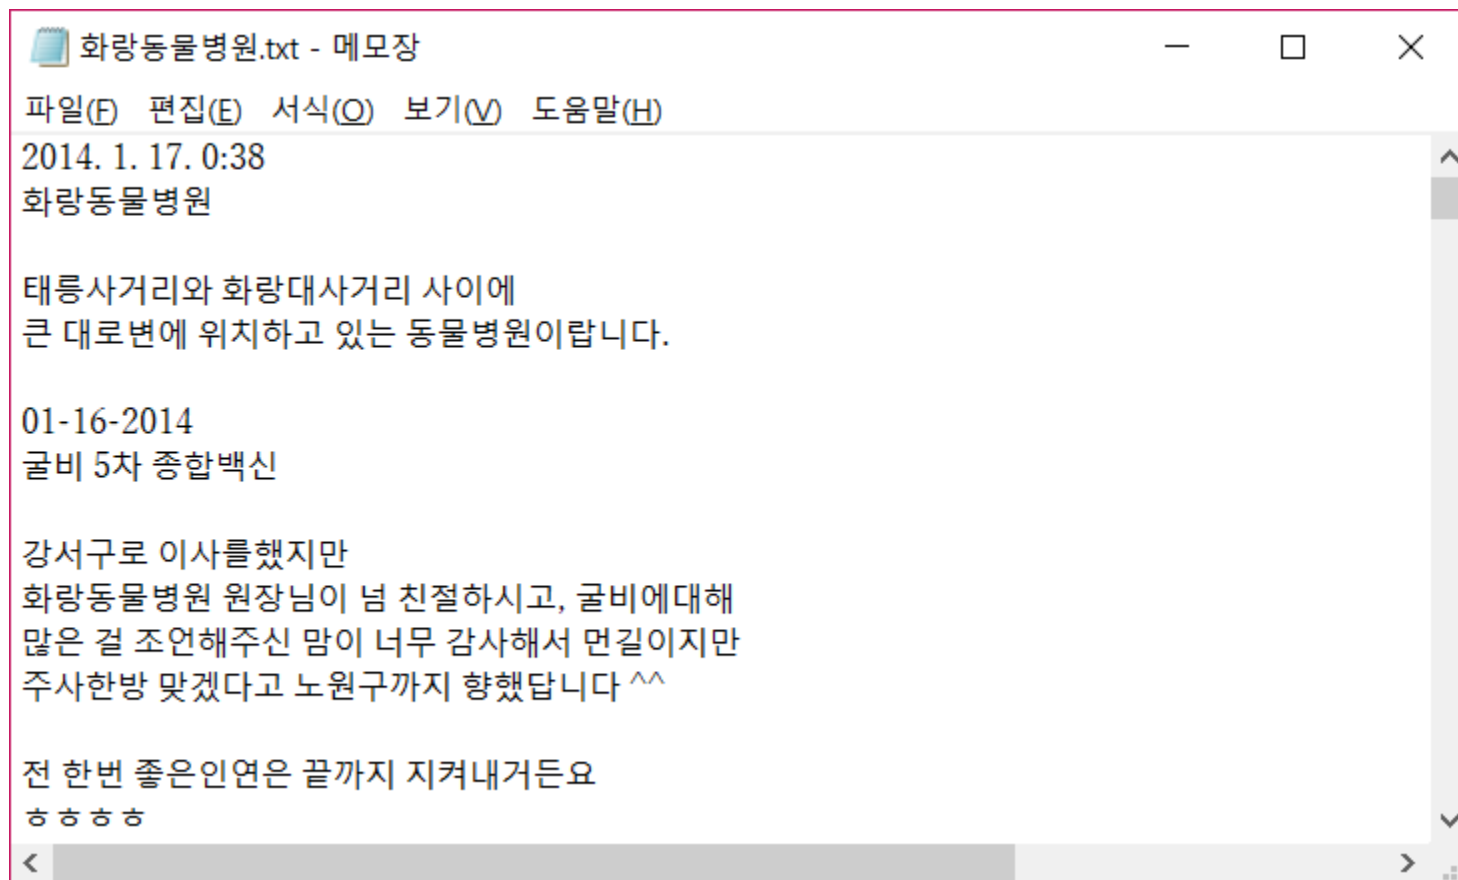 화랑동물병원.txt - 메모장
파일(F) 편집(E) 서식(O) 보기(V) 도움말(H)
2014. 1. 17. 0:38
화랑동물병원
태릉사거리와 화랑대사거리 사이에
큰 대로변에 위치하고 있는 동물병원이랍니다.
01-16-2014
굴비 5차 종합백신
강서구로 이사를했지만
화랑동물병원 원장님이 넘 친절하시고, 굴비에대해
많은 걸 조언해주신 맘이 너무 감사해서 먼길이지만
주사한방 맞겠다고 노원구까지 향했답니다 ^^
전 한번 좋은인연은 끝까지 지켜내거든요
ㅎㅎㅎㅎ